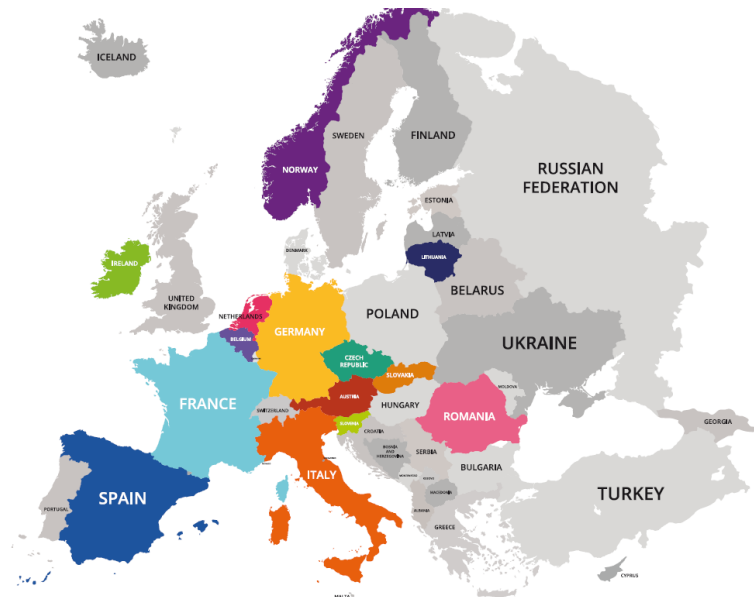 ICELAND
NORWAY
SWEDEN
FINLAND
RUSSIAN
FEDERATION
ESTONIA
LATVIA
LITHUANIA
DENMARK
IRELAND
UNITED
KINGDOM
NETHERLANDS
BELGIUM
GERMANY
POLAND
BELARUS
UKRAINE
CZECH
REPUBLIC
SLOVAKIA
FRANCE
SWITZERLAND
AUSTRIA
HUNGARY
MOLDOVA
ROMANIA
SLOVENIA
CROATIA
BOSNIA
AND
HERZEGOVINA
SERBIA
BULGARIA
GEORGIA
ITALY
SPAIN
PORTUGAL
MACEDONIA
GREECE
TURKEY
CYPRUS